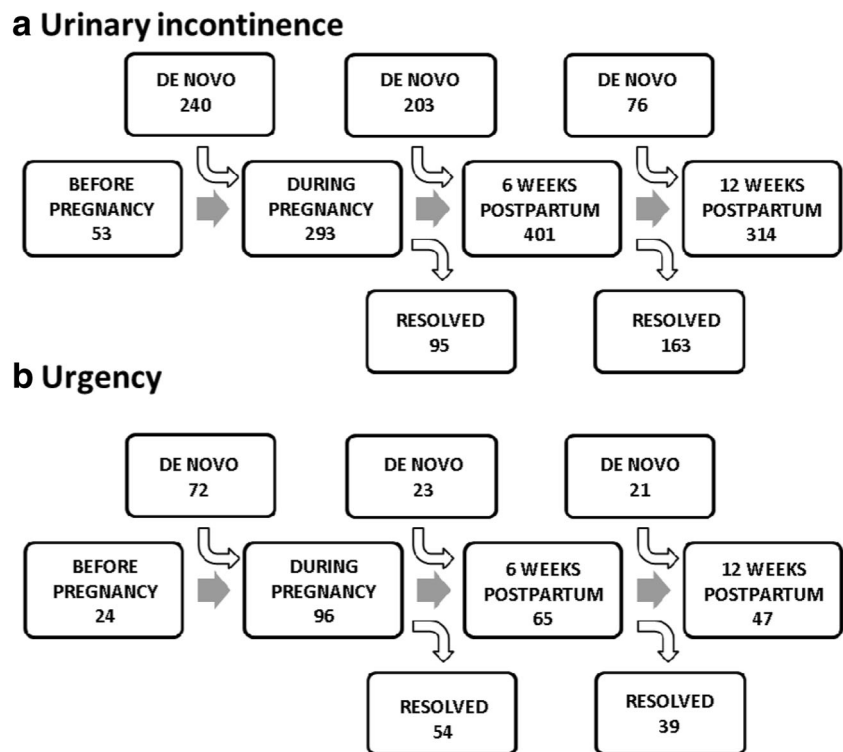 a Urinary incontinence
DE NOVO
240
DE NOVO
203
DE NOVO
76
BEFORE
PREGNANCY
53
DURING
PREGNANCY
293
6 WEEKS
POSTPARTUM
401
12 WEEKS
POSTPARTUM
314
RESOLVED
95
RESOLVED
163
b Urgency
DE NOVO
72
DE NOVO
23
DE NOVO
21
BEFORE
PREGNANCY
24
DURING
PREGNANCY
96
6 WEEKS
POSTPARTUM
65
12 WEEKS
POSTPARTUM
47
RESOLVED
54
RESOLVED
39